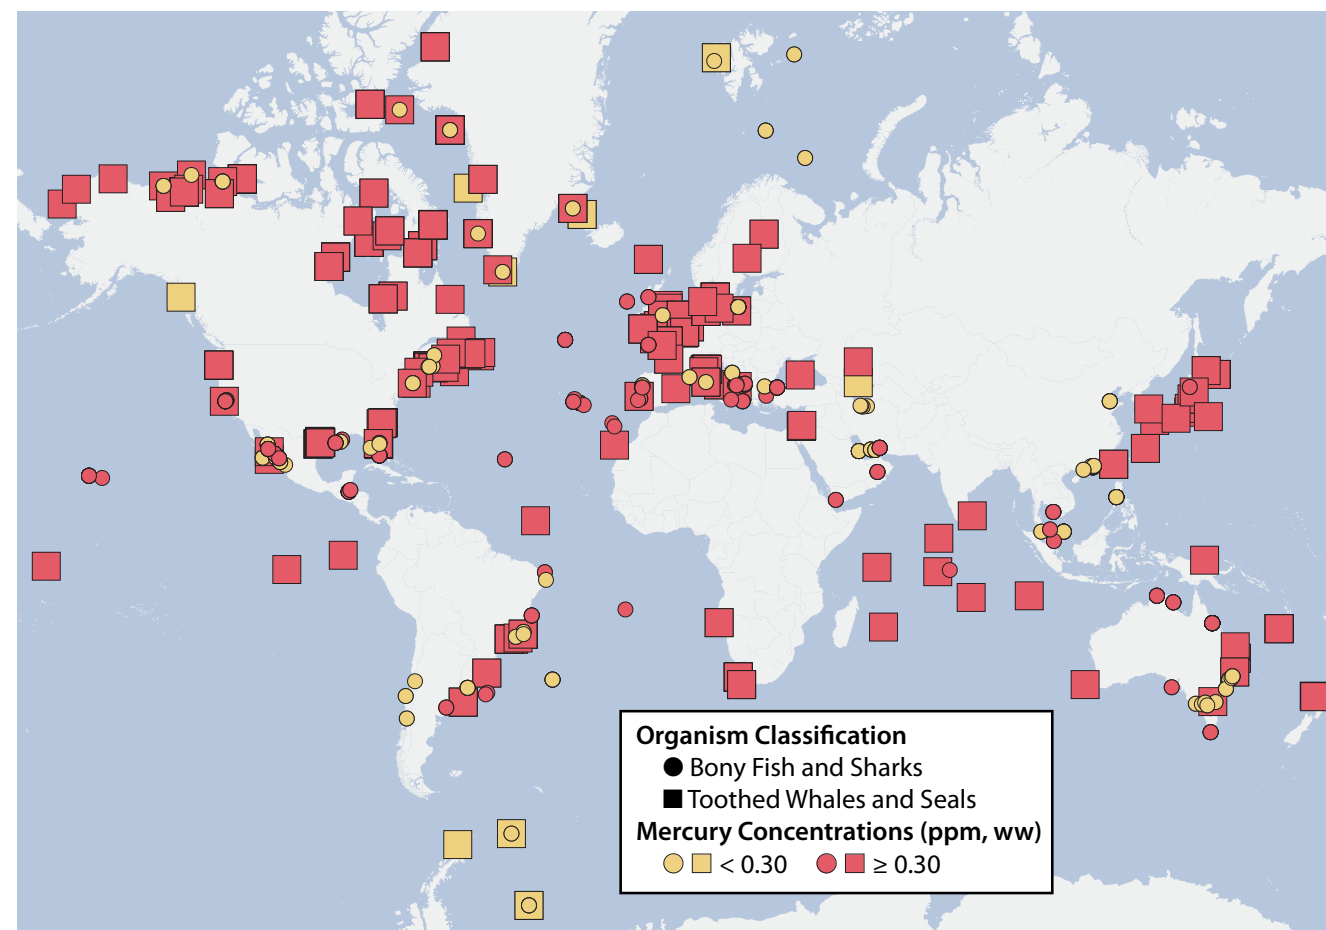 Organism Classification
Bony Fish and Sharks
Toothed Whales and Seals
Mercury Concentrations (ppm, ww)
< 0.30 ≥ 0.30